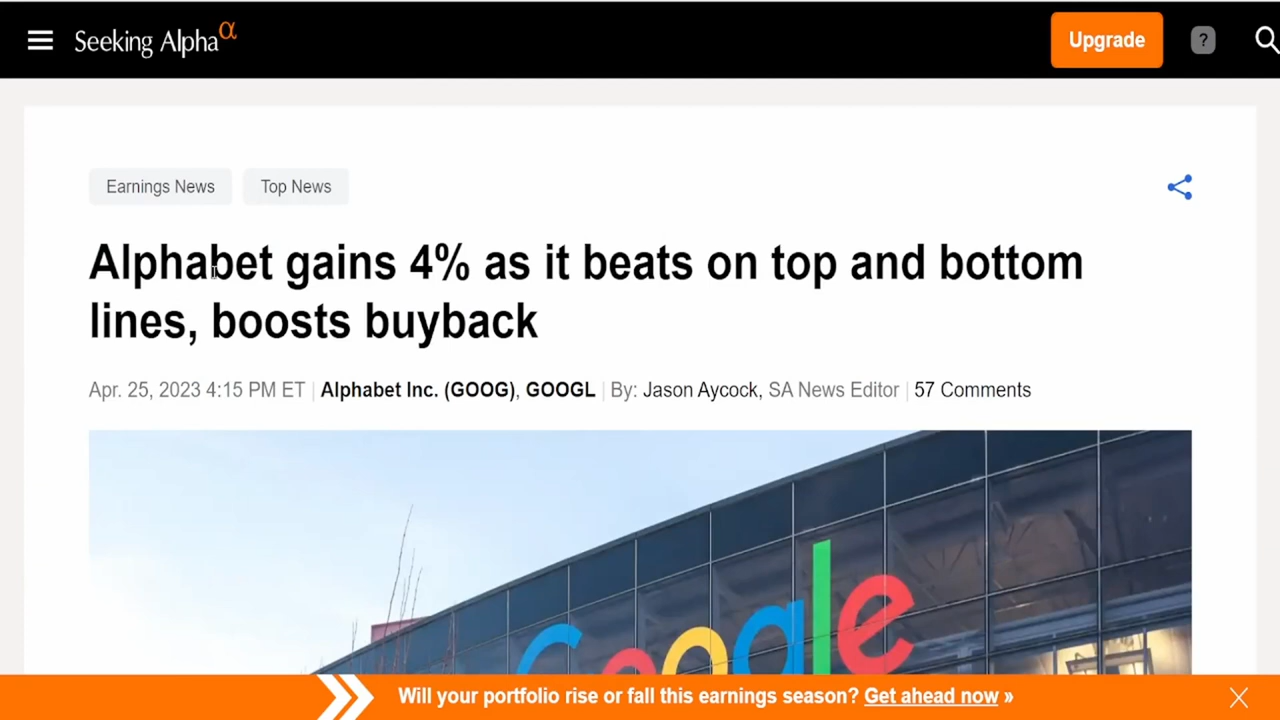 Seeking Alpha α
Upgrade
?
Earnings News
Top News
Alphabet gains 4% as it beats on top and bottom
lines, boosts buyback
Apr. 25, 2023 4:15 PM ET | Alphabet Inc. (GOOG), GOOGL | By: Jason Aycock, SA News Editor | 57 Comments
Google
Will your portfolio rise or fall this earnings season? Get ahead now »